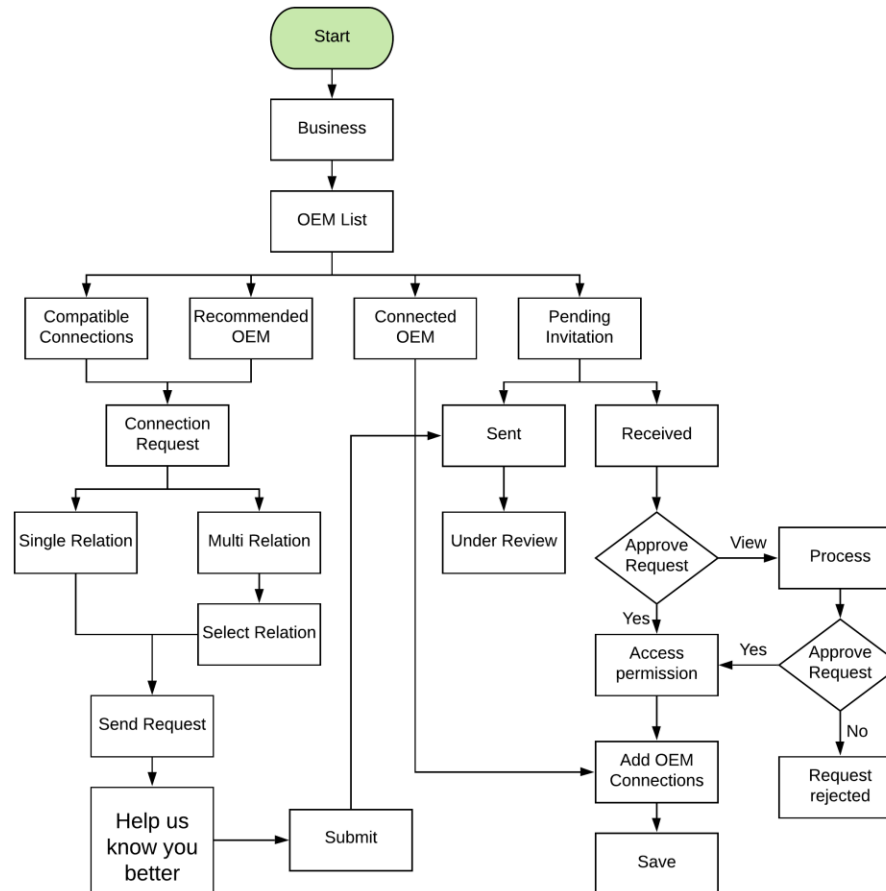 Start
Business
OEM List
Compatible
Connections
Recommended
OEM
Connected
OEM
Pending
Invitation
Connection
Request
Sent
Received
Single Relation
Multi Relation
Under Review
Approve
Request
View
Process
Select Relation
Yes
Access
permission
Yes
Approve
Request
Send Request
No
Add OEM
Connections
Request
rejected
Help us
know you
better
Submit
Save